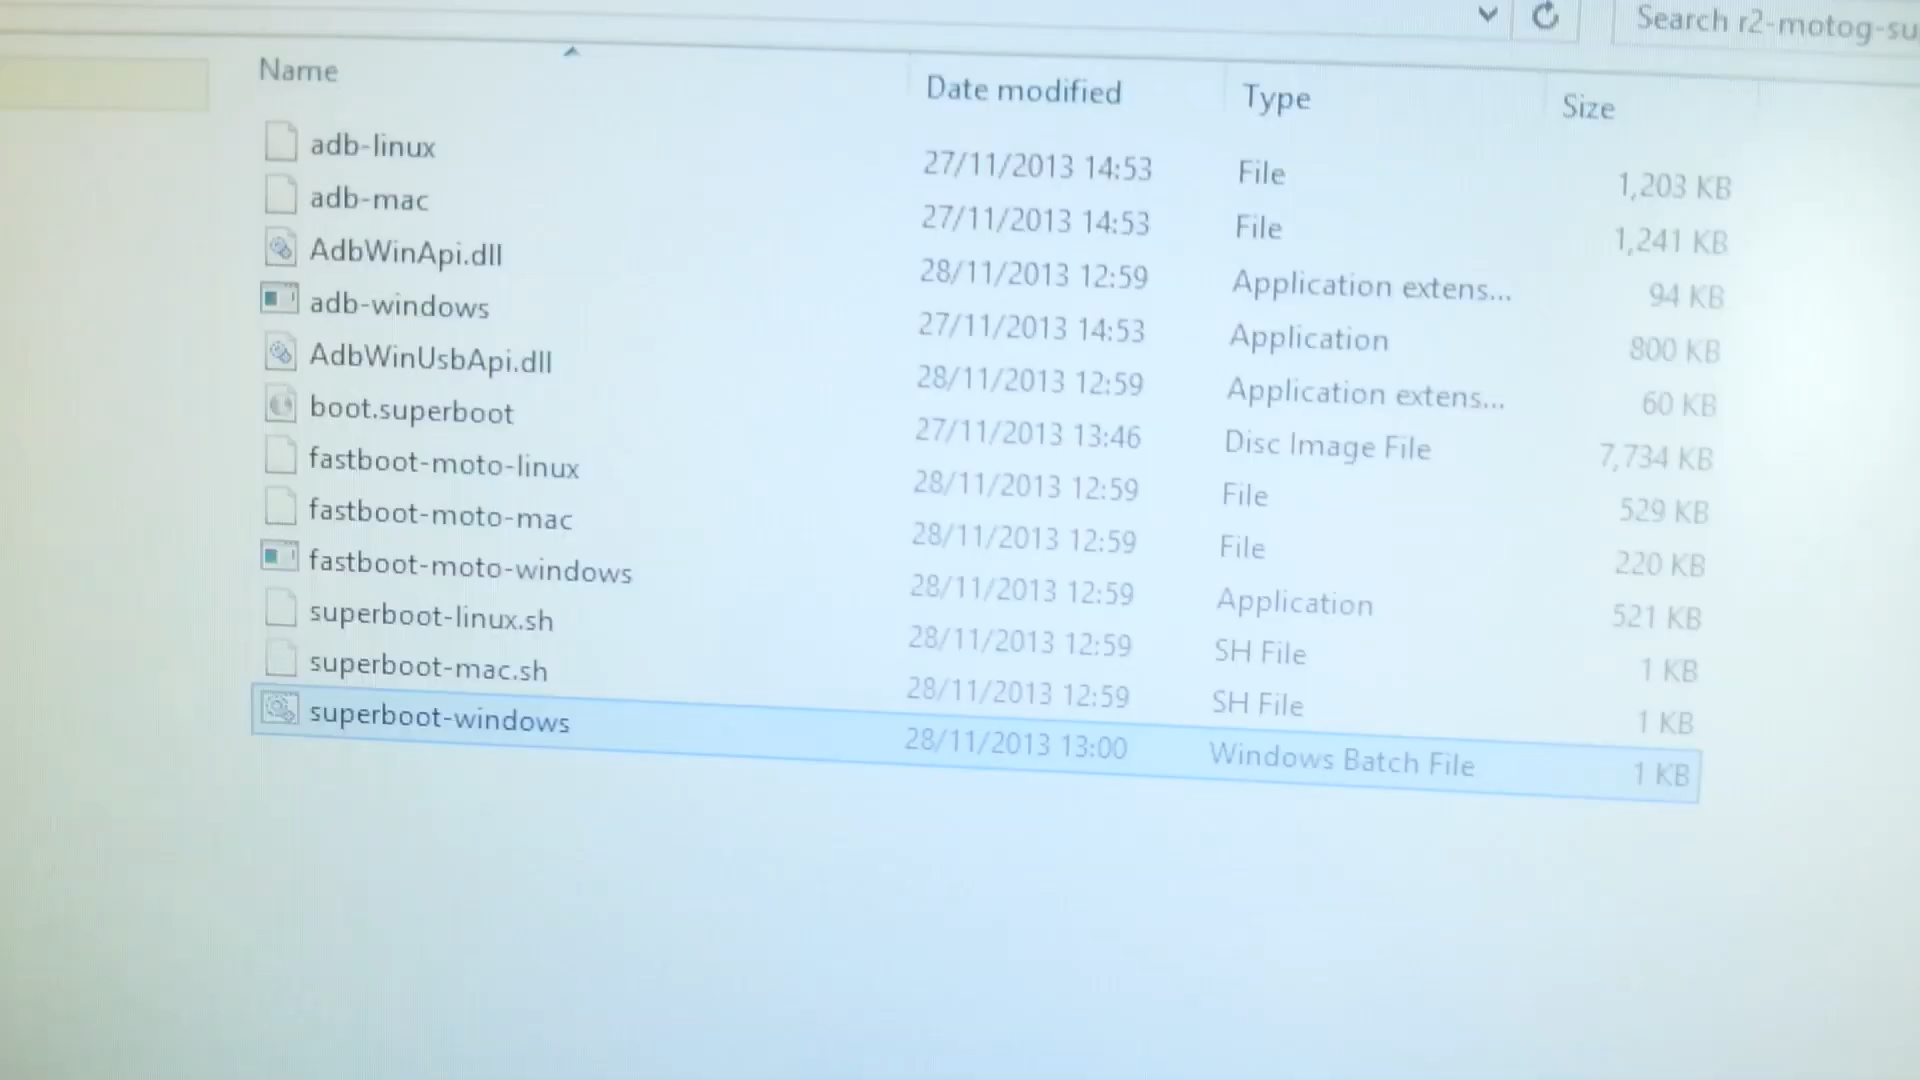 Search r2-motog-su
Name Date modified Type Size
adb-linux 27/11/2013 14:53 File 1,203 KB
adb-mac 27/11/2013 14:53 File 1,241 KB
AdbWinApi.dll 28/11/2013 12:59 Application extens... 94 KB
adb-windows 27/11/2013 14:53 Application 800 KB
AdbWinUsbApi.dll 28/11/2013 12:59 Application extens... 60 KB
boot.superboot 27/11/2013 13:46 Disc Image File 7,734 KB
fastboot-moto-linux 28/11/2013 12:59 File 529 KB
fastboot-moto-mac 28/11/2013 12:59 File 220 KB
fastboot-moto-windows 28/11/2013 12:59 Application 521 KB
superboot-linux.sh 28/11/2013 12:59 SH File 1 KB
superboot-mac.sh 28/11/2013 12:59 SH File 1 KB
superboot-windows 28/11/2013 13:00 Windows Batch File 1 KB